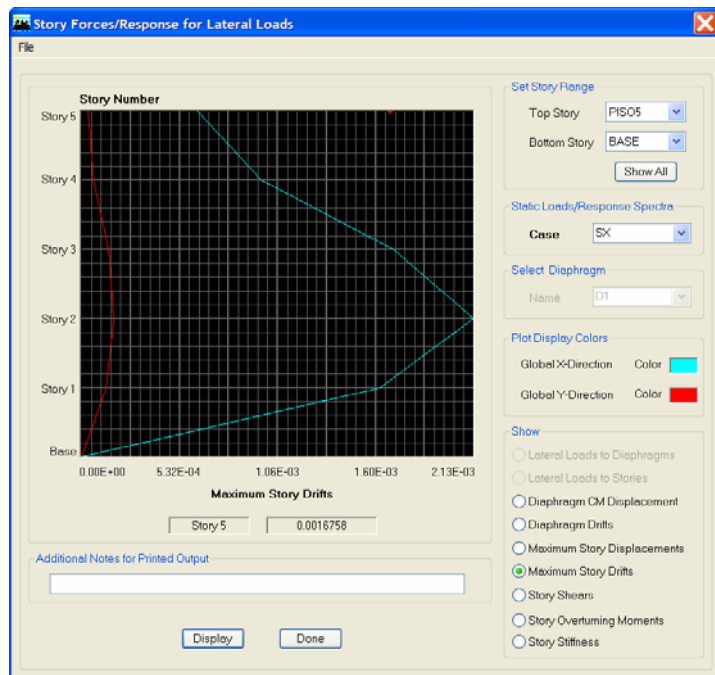 Story Forces/Response for Lateral Loads
File
Story Number
Story 5
Story 4
Story 3
Story 2
Story 1
Base
0.00E+00 5.32E-04 1.06E-03 1.60E-03 2.13E-03
Maximum Story Drifts
Story 5 0.0016758
Additional Notes for Printed Output
Display Done
Set Story Range
Top Story PISO5
Bottom Story BASE
Show All
Static Loads/Response Spectra
Case SX
Select Diaphragm
Name D1
Plot Display Colors
Global X-Direction Color
Global Y-Direction Color
Show
Lateral Loads to Diaphragms
Lateral Loads to Stories
Diaphragm CM Displacement
Diaphragm Drifts
Maximum Story Displacements
Maximum Story Drifts
Story Shears
Story Overturning Moments
Story Stiffness